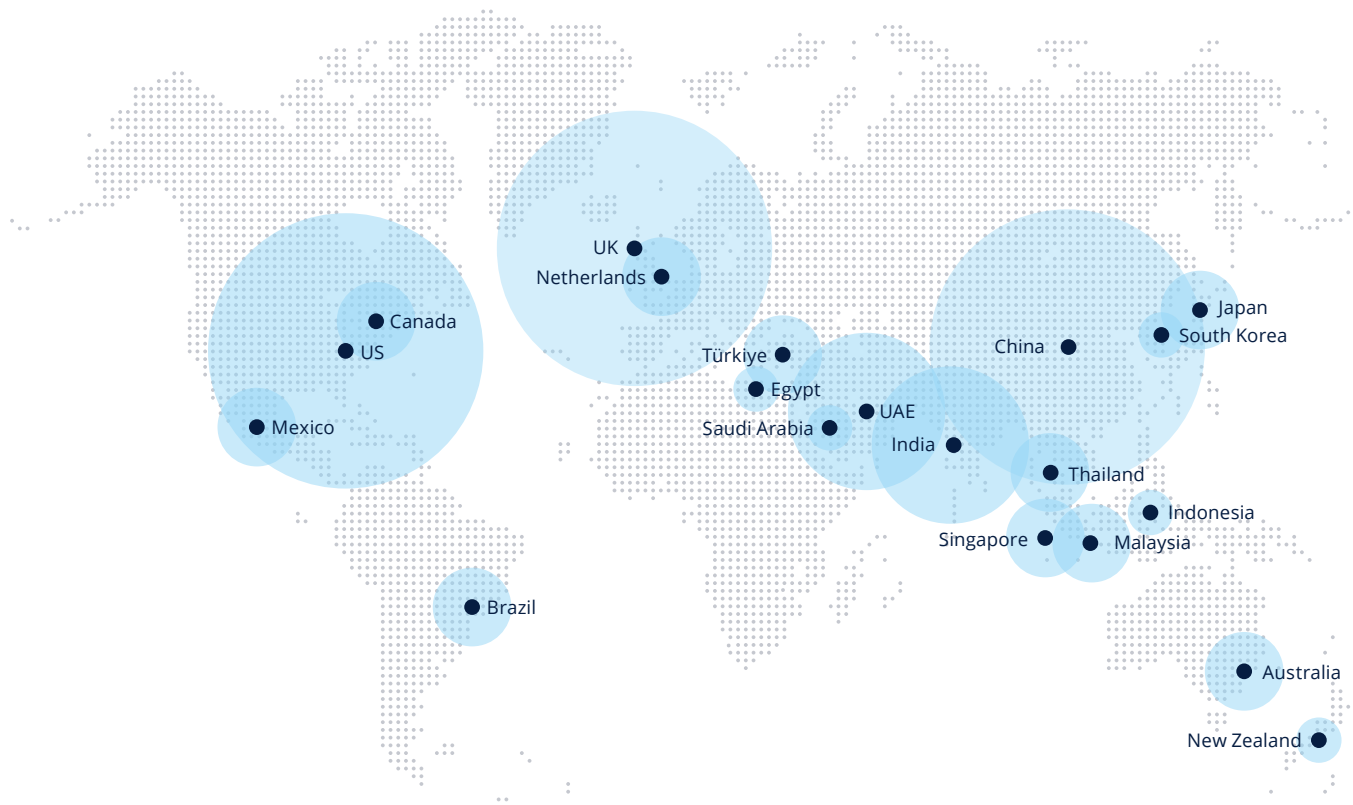 UK
Netherlands
Canada
US
Mexico
Japan
South Korea
China
Türkiye
Egypt
UAE
Saudi Arabia
India
Thailand
Indonesia
Singapore
Malaysia
Brazil
Australia
New Zealand